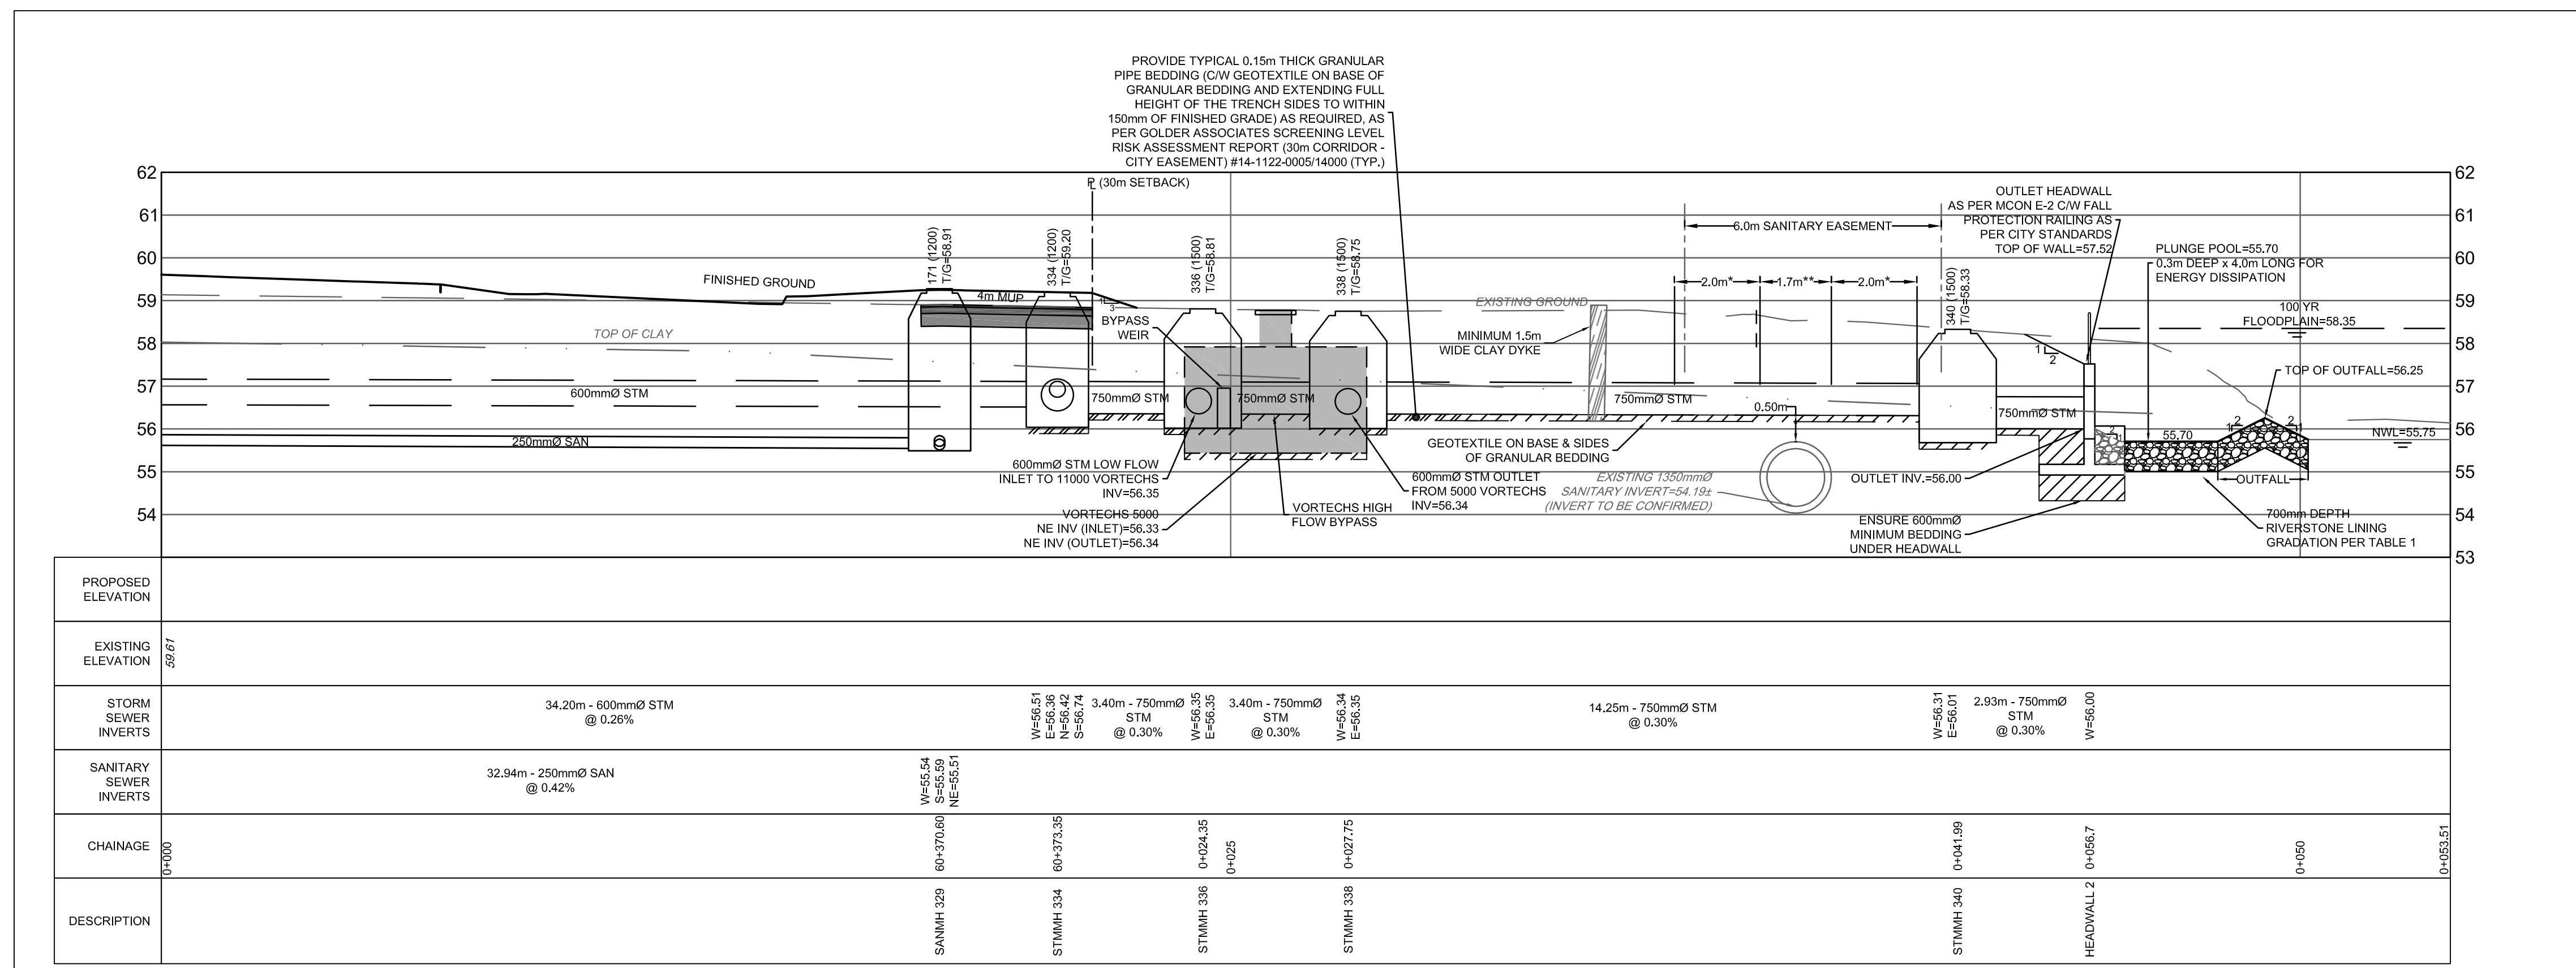 PROVIDE TYPICAL 0.15m THICK GRANULAR
PIPE BEDDING (C/W GEOTEXTILE ON BASE OF
GRANULAR BEDDING AND EXTENDING FULL
HEIGHT OF THE TRENCH SIDES TO WITHIN
150mm OF FINISHED GRADE) AS REQUIRED, AS
PER GOLDER ASSOCIATES SCREENING LEVEL
RISK ASSESSMENT REPORT (30m CORRIDOR -
CITY EASEMENT) #14-1122-0005/14000 (TYP.)
62
61
60
59
58
57
56
55
54
62
61
60
59
58
57
56
55
54
53
FINISHED GROUND
TOP OF CLAY
600mmØ STM
250mmØ SAN
171 (1200)
T/G=58.91
4m MUP
334 (1200)
T/G=59.20
P (30m SETBACK)
1
3
BYPASS
WEIR
336 (1500)
T/G=58.81
338 (1500)
T/G=58.75
750mmØ STM
750mmØ STM
600mmØ STM LOW FLOW
INLET TO 11000 VORTECHS
INV=56.35
VORTECHS 5000
NE INV (INLET)=56.33
NE INV (OUTLET)=56.34
VORTECHS HIGH
FLOW BYPASS
600mmØ STM OUTLET
FROM 5000 VORTECHS
INV=56.34
EXISTING GROUND
MINIMUM 1.5m
WIDE CLAY DYKE
GEOTEXTILE ON BASE & SIDES
OF GRANULAR BEDDING
750mmØ STM
EXISTING 1350mmØ
SANITARY INVERT=54.19±
(INVERT TO BE CONFIRMED)
6.0m SANITARY EASEMENT
2.0m*
1.7m**
2.0m*
0.50m
340 (1500)
T/G=58.33
OUTLET HEADWALL
AS PER MCON E-2 C/W FALL
PROTECTION RAILING AS
PER CITY STANDARDS
TOP OF WALL=57.52
1
2
750mmØ STM
OUTLET INV.=56.00
ENSURE 600mmØ
MINIMUM BEDDING
UNDER HEADWALL
PLUNGE POOL=55.70
0.3m DEEP x 4.0m LONG FOR
ENERGY DISSIPATION
100 YR
FLOODPLAIN=58.35
TOP OF OUTFALL=56.25
2
1
55.70
2
1
2
1
NWL=55.75
OUTFALL
700mm DEPTH
RIVERSTONE LINING
GRADATION PER TABLE 1
PROPOSED
ELEVATION
EXISTING
ELEVATION
59.61
STORM
SEWER
INVERTS
34.20m - 600mmØ STM
@ 0.26%
W=56.51
E=56.36
N=56.42
S=56.74
3.40m - 750mmØ
STM
@ 0.30%
W=56.35
E=56.35
3.40m - 750mmØ
STM
@ 0.30%
W=56.34
E=56.35
14.25m - 750mmØ STM
@ 0.30%
W=56.31
E=56.01
2.93m - 750mmØ
STM
@ 0.30%
W=56.00
SANITARY
SEWER
INVERTS
32.94m - 250mmØ SAN
@ 0.42%
W=55.54
S=55.59
NE=55.51
CHAINAGE
0+000
60+370.60
60+373.35
0+024.35
0+025
0+027.75
0+041.99
0+056.7
0+050
0+053.51
DESCRIPTION
SANMH 329
STMMH 334
STMMH 336
STMMH 338
STMMH 340
HEADWALL 2